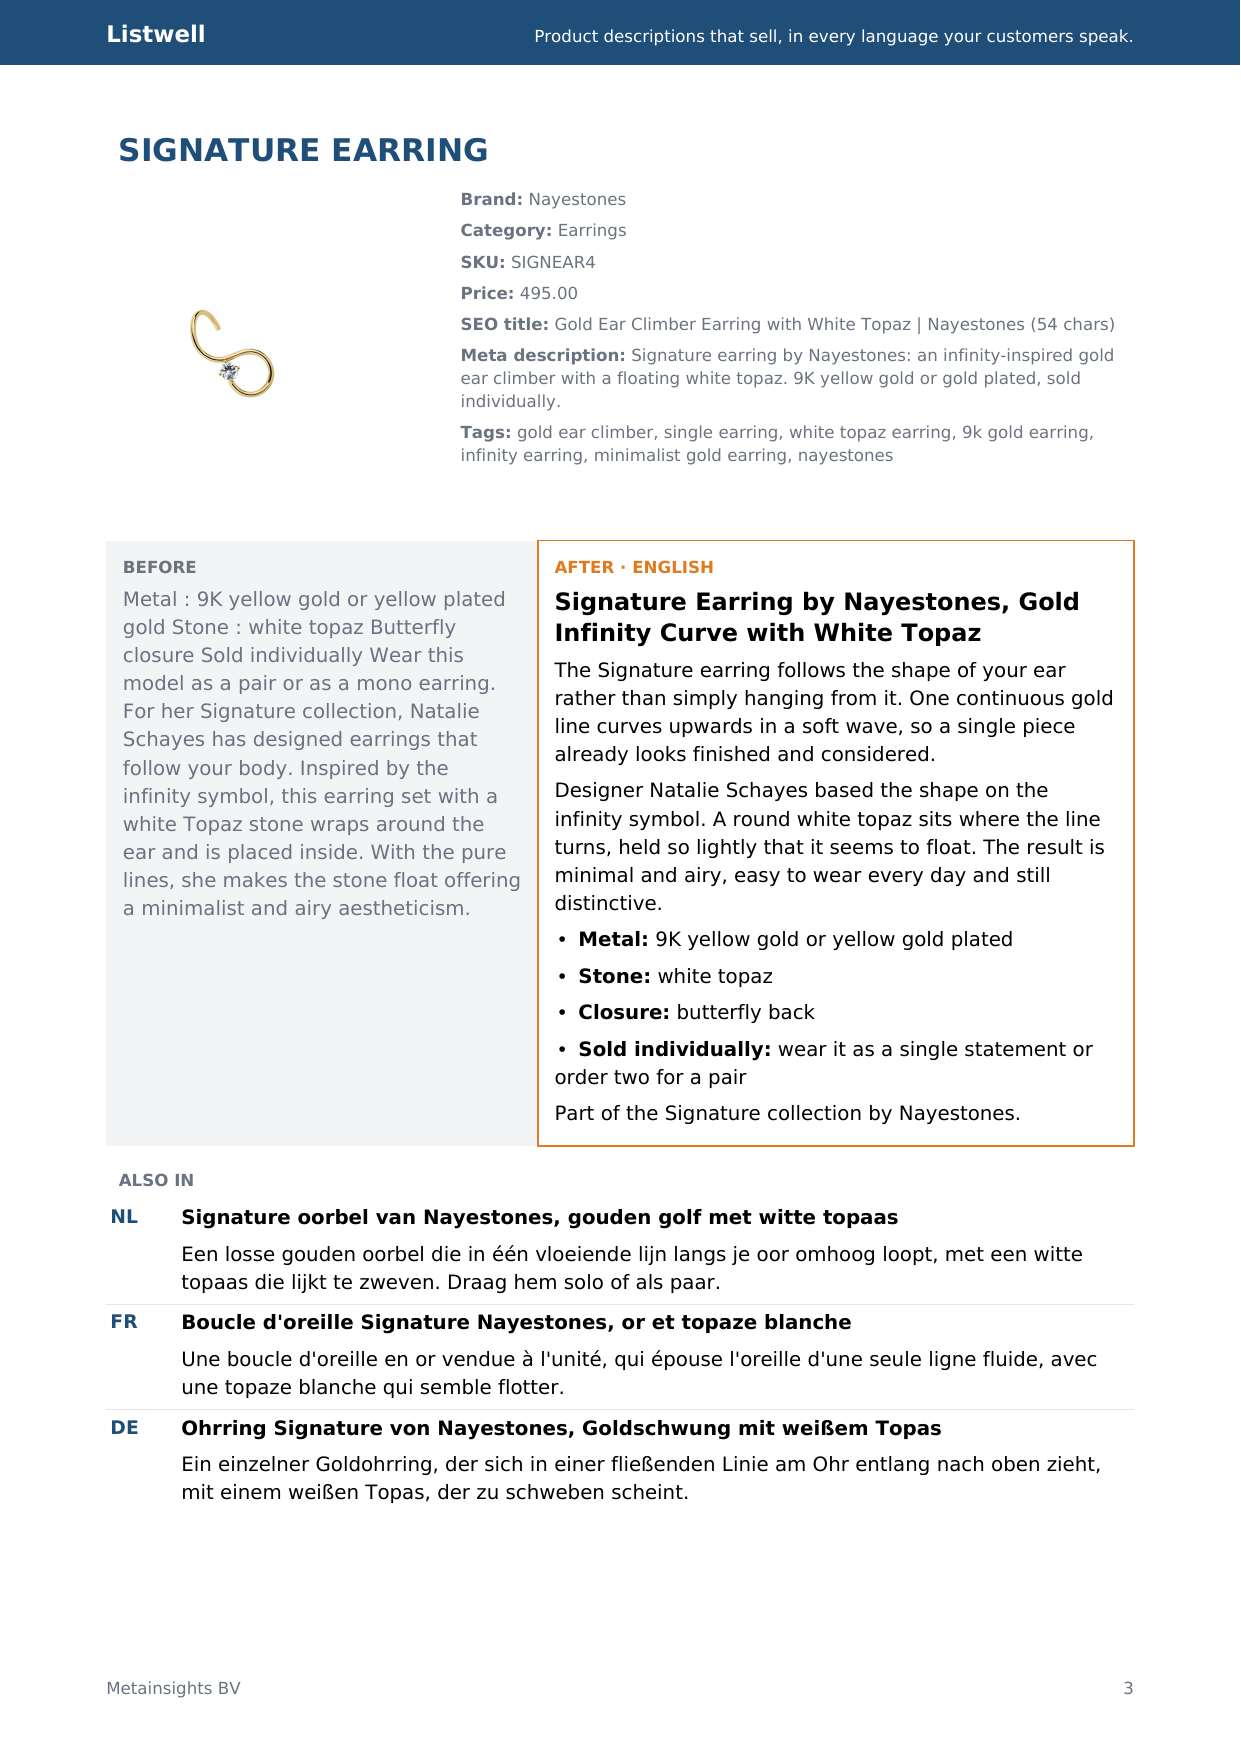 Listwell
Product descriptions that sell, in every language your customers speak.
SIGNATURE EARRING
Brand: Nayestones
Category: Earrings
SKU: SIGNEAR4
Price: 495.00
SEO title: Gold Ear Climber Earring with White Topaz | Nayestones (54 chars)
Meta description: Signature earring by Nayestones: an infinity-inspired gold
ear climber with a floating white topaz. 9K yellow gold or gold plated, sold
individually.
Tags: gold ear climber, single earring, white topaz earring, 9k gold earring,
infinity earring, minimalist gold earring, nayestones
BEFORE
Metal : 9K yellow gold or yellow plated
gold Stone : white topaz Butterfly
closure Sold individually Wear this
model as a pair or as a mono earring.
For her Signature collection, Natalie
Schayes has designed earrings that
follow your body. Inspired by the
infinity symbol, this earring set with a
white Topaz stone wraps around the
ear and is placed inside. With the pure
lines, she makes the stone float offering
a minimalist and airy aestheticism.
AFTER · ENGLISH
Signature Earring by Nayestones, Gold
Infinity Curve with White Topaz
The Signature earring follows the shape of your ear
rather than simply hanging from it. One continuous gold
line curves upwards in a soft wave, so a single piece
already looks finished and considered.
Designer Natalie Schayes based the shape on the
infinity symbol. A round white topaz sits where the line
turns, held so lightly that it seems to float. The result is
minimal and airy, easy to wear every day and still
distinctive.
• Metal: 9K yellow gold or yellow gold plated
• Stone: white topaz
• Closure: butterfly back
• Sold individually: wear it as a single statement or
order two for a pair
Part of the Signature collection by Nayestones.
ALSO IN
NL
Signature oorbel van Nayestones, gouden golf met witte topaas
Een losse gouden oorbel die in één vloeiende lijn langs je oor omhoog loopt, met een witte
topaas die lijkt te zweven. Draag hem solo of als paar.
FR
Boucle d'oreille Signature Nayestones, or et topaze blanche
Une boucle d'oreille en or vendue à l'unité, qui épouse l'oreille d'une seule ligne fluide, avec
une topaze blanche qui semble flotter.
DE
Ohrring Signature von Nayestones, Goldschwung mit weißem Topas
Ein einzelner Goldohrring, der sich in einer fließenden Linie am Ohr entlang nach oben zieht,
mit einem weißen Topas, der zu schweben scheint.
Metainsights BV
3